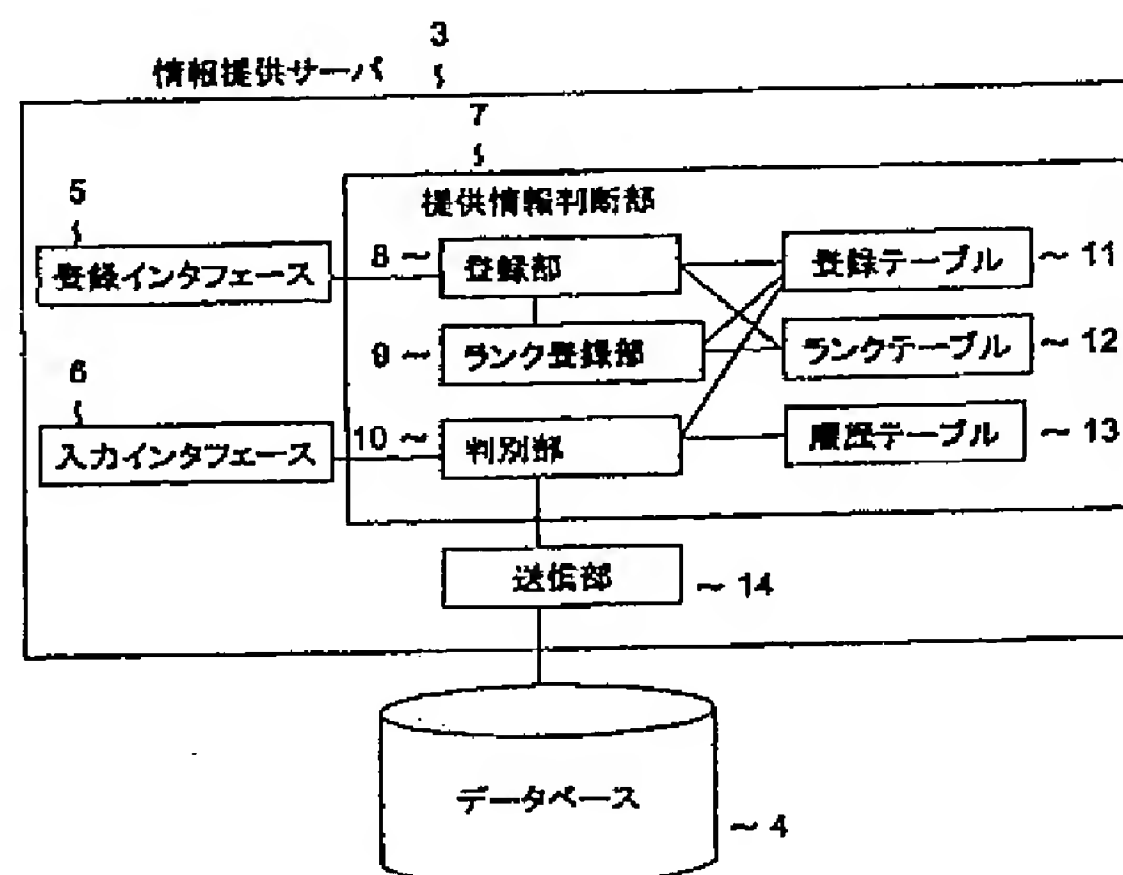 3
情報提供サーバ
7
5
提供情報判断部
登録インタフェース
8 ~ 登録部
登録テーブル ~ 11
9 ~ ランク登録部
ランクテーブル ~ 12
6
入力インタフェース
10 ~ 判別部
履歴テーブル ~ 13
送信部 ~ 14
データベース ~ 4